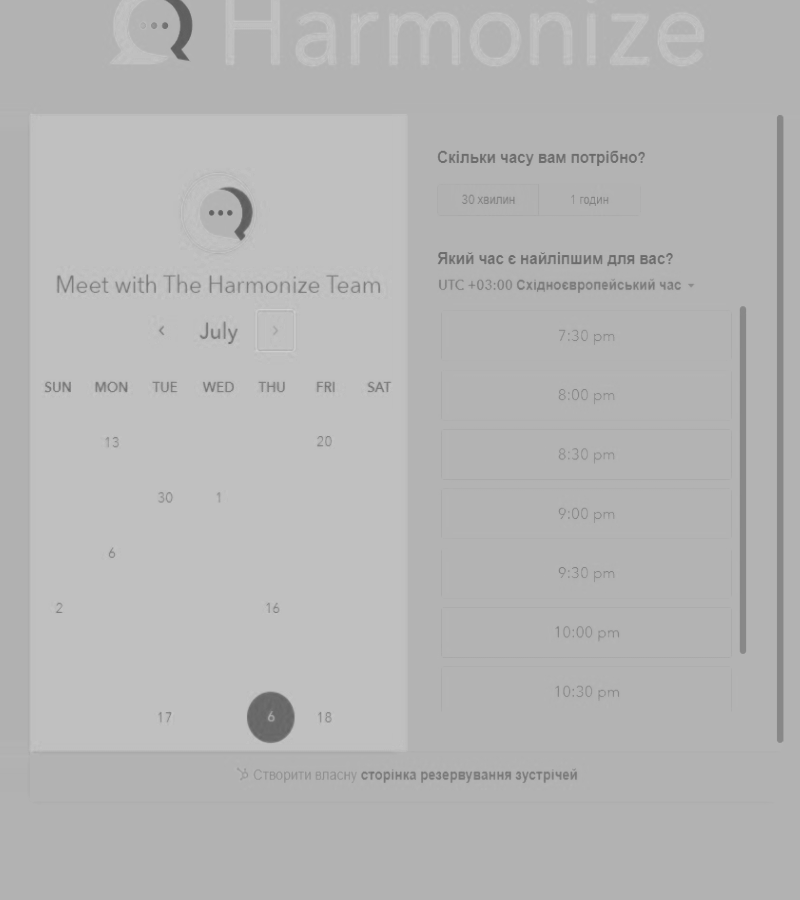 Harmonize
Meet with The Harmonize Team
July
SUN MON TUE WED THU FRI SAT
13 20
30 1
6
2 16
17 6 18
Скільки часу вам потрібно?
30 хвилин 1 годин
Який час є найліпшим для вас?
UTC +03:00 Східноєвропейський час
7:30 pm
8:00 pm
8:30 pm
9:00 pm
9:30 pm
10:00 pm
10:30 pm
Створити власну сторінка резервування зустрічей